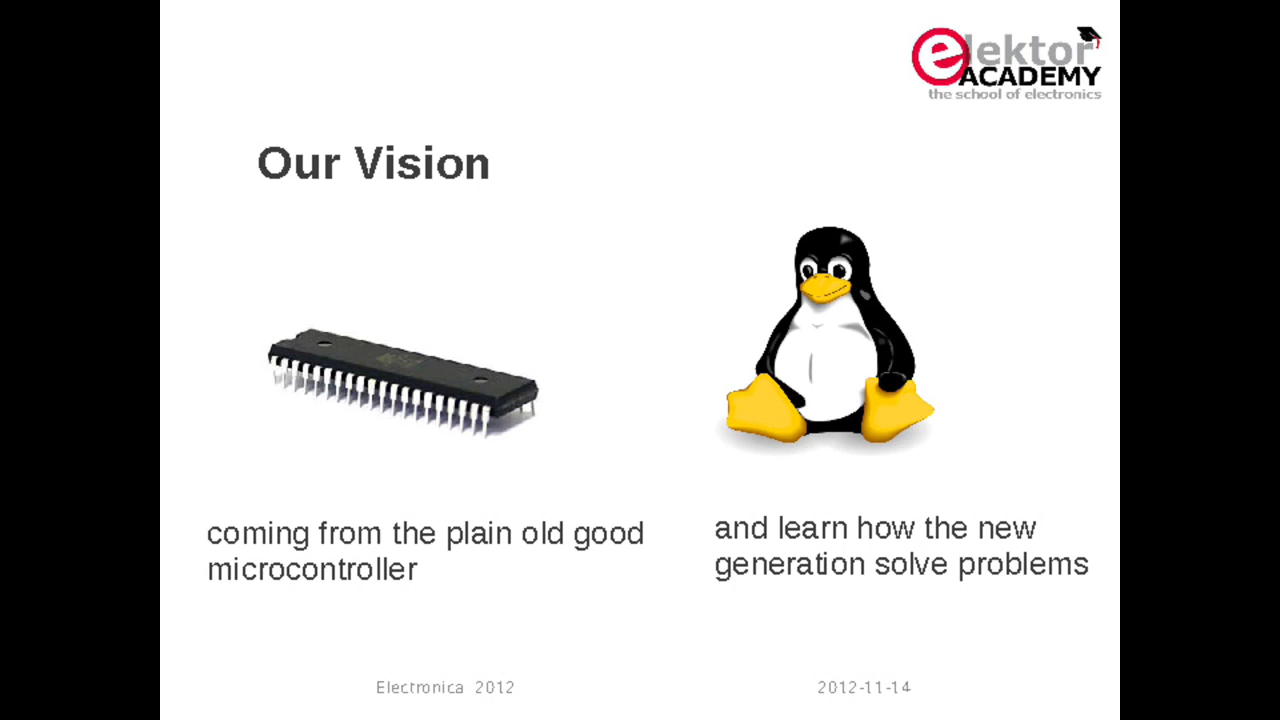 elektor
ACADEMY
the school of electronics
Our Vision
coming from the plain old good
microcontroller
and learn how the new
generation solve problems
Electronica 2012
2012-11-14